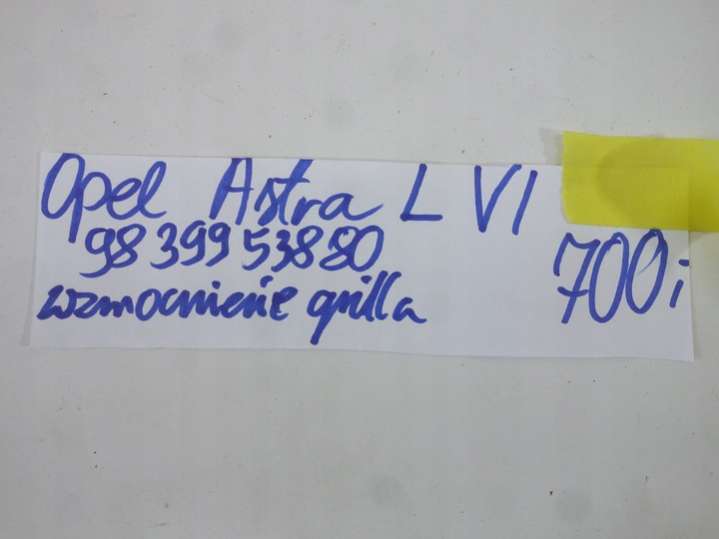 Opel Astra L VI
98 399 538 80
wzmocnienie grilla
700,-